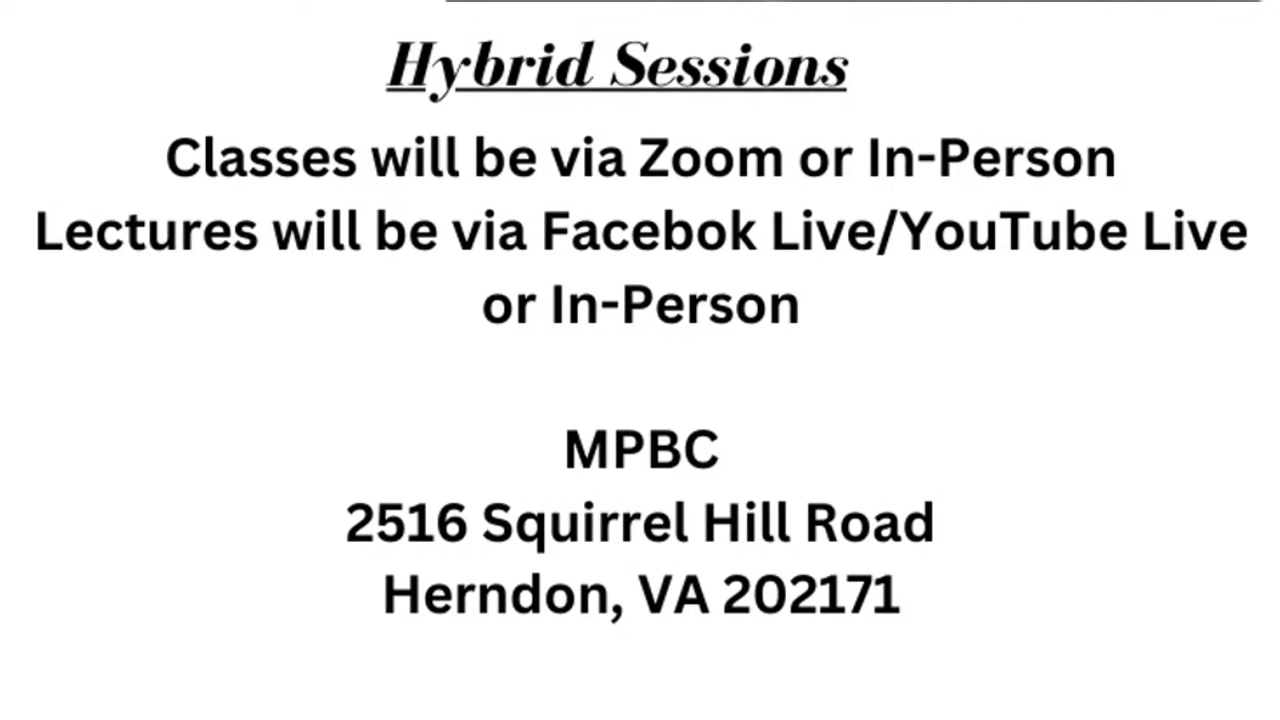 Hybrid Sessions
Classes will be via Zoom or In-Person
Lectures will be via Facebok Live/YouTube Live
or In-Person
MPBC
2516 Squirrel Hill Road
Herndon, VA 202171